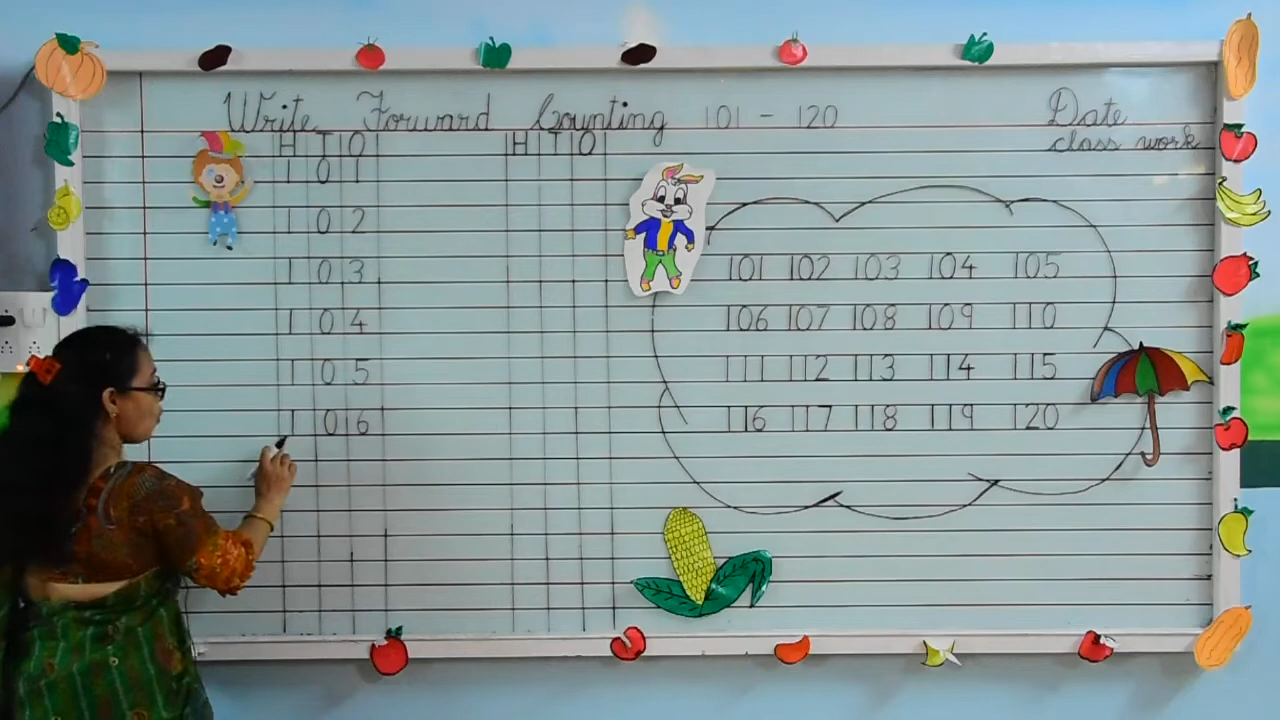 Write Forward Counting 101 - 120
Date
class work
H T O
1 0 1
1 0 2
1 0 3
1 0 4
1 0 5
1 0 6
H T O
101 102 103 104 105
106 107 108 109 110
111 112 113 114 115
116 117 118 119 120